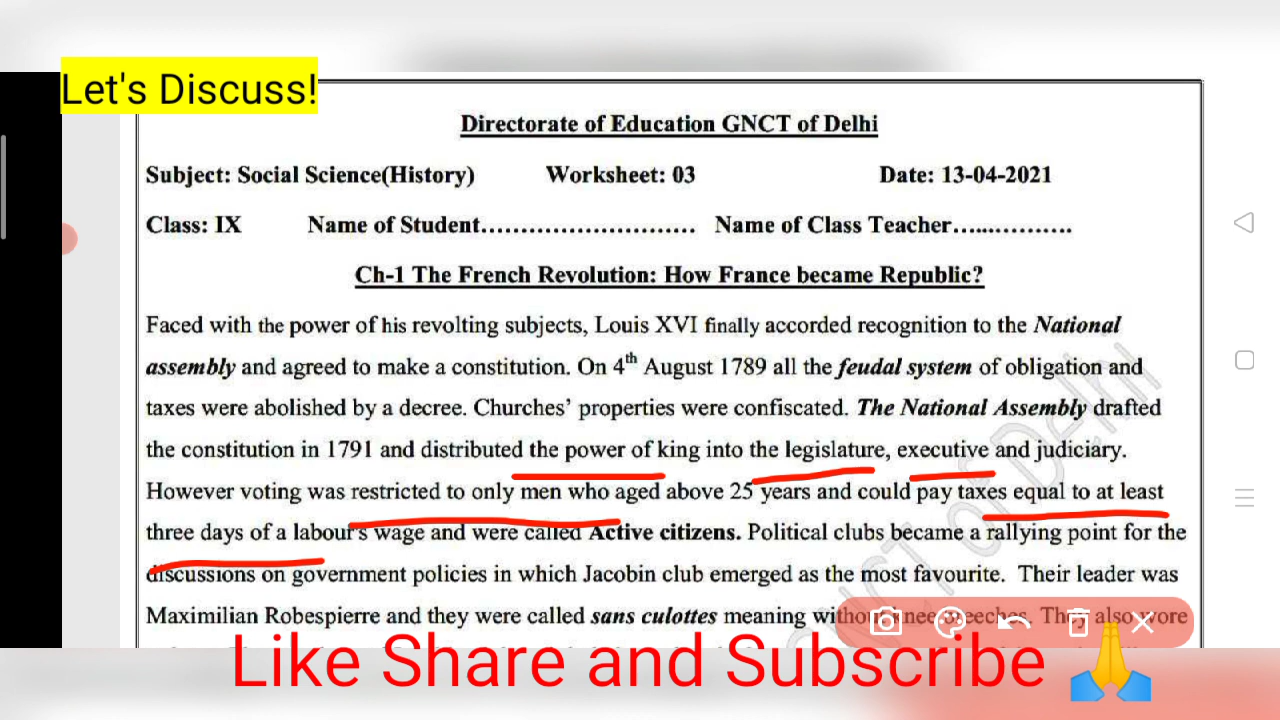 Let's Discuss!
Directorate of Education GNCT of Delhi
Subject: Social Science(History) Worksheet: 03 Date: 13-04-2021
Class: IX Name of Student........................... Name of Class Teacher................
Ch-1 The French Revolution: How France became Republic?
Faced with the power of his revolting subjects, Louis XVI finally accorded recognition to the National
assembly and agreed to make a constitution. On 4th August 1789 all the feudal system of obligation and
taxes were abolished by a decree. Churches' properties were confiscated. The National Assembly drafted
the constitution in 1791 and distributed the power of king into the legislature, executive and judiciary.
However voting was restricted to only men who aged above 25 years and could pay taxes equal to at least
three days of a labour's wage and were called Active citizens. Political clubs became a rallying point for the
discussions on government policies in which Jacobin club emerged as the most favourite. Their leader was
Maximilian Robespierre and they were called sans culottes meaning without knee breeches. They also wore
Like Share and Subscribe 🙏